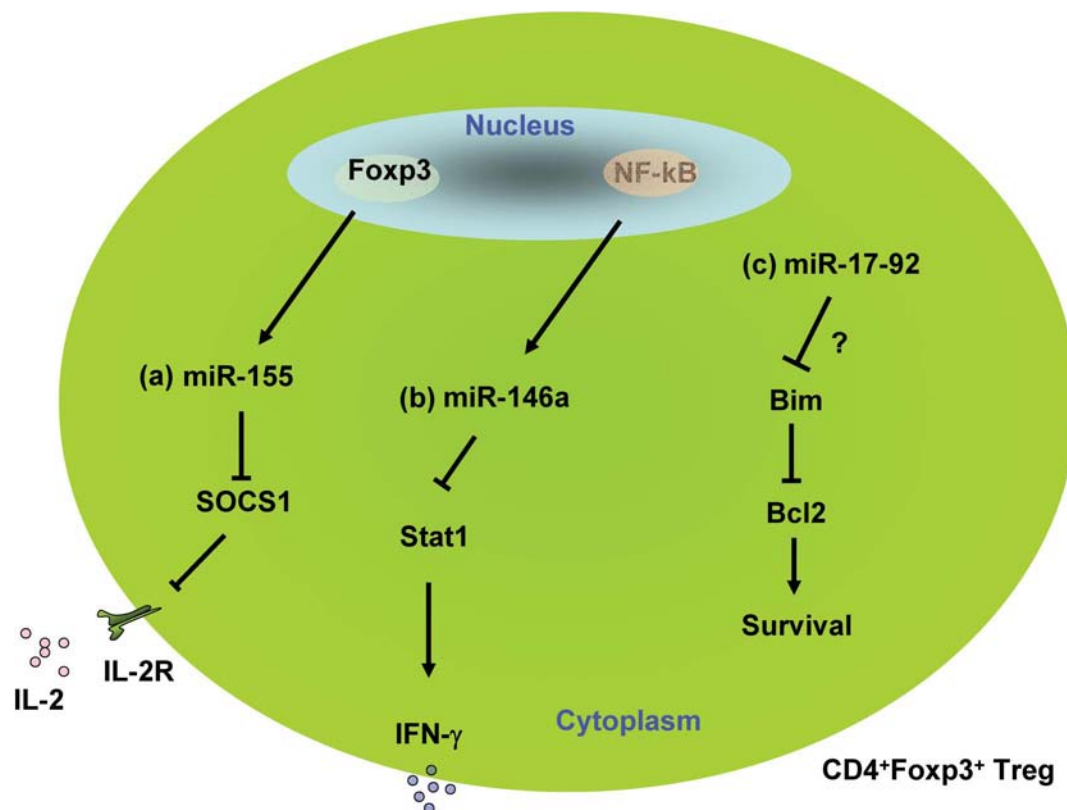 Nucleus
Foxp3
NF-kB
(c) miR-17-92
?
(a) miR-155
(b) miR-146a
Bim
SOCS1
Bcl2
Stat1
Survival
IL-2R
IL-2
Cytoplasm
IFN-γ
CD4⁺Foxp3⁺ Treg